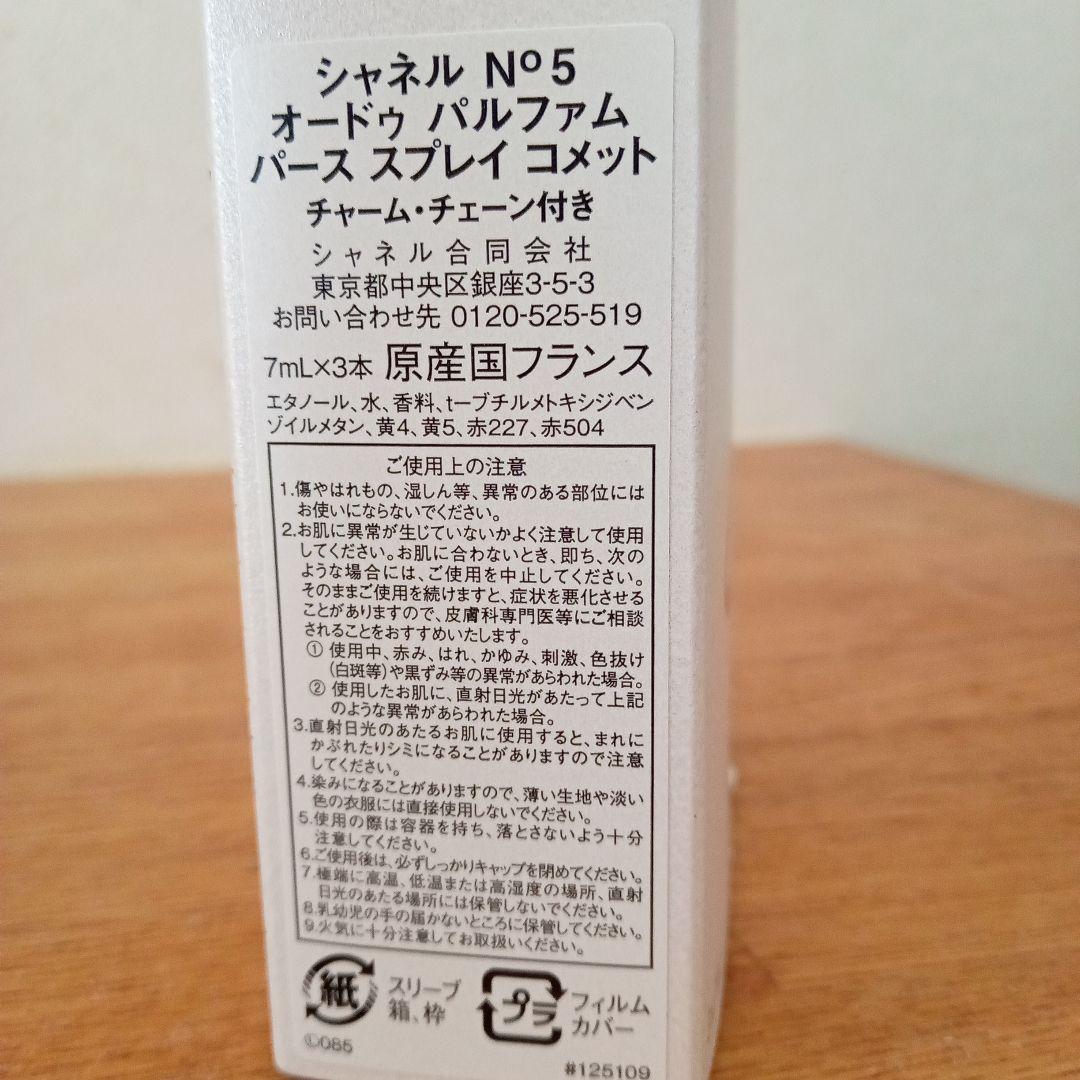 シャネル Nº5
オードゥ パルファム
パース スプレイ コメット
チャーム・チェーン付き
シャネル合同会社
東京都中央区銀座3-5-3
お問い合わせ先 0120-525-519
7mL×3本 原産国フランス
エタノール、水、香料、t-ブチルメトキシジベン
ゾイルメタン、黄4、黄5、赤227、赤504
ご使用上の注意
1.傷やはれもの、湿しん等、異常のある部位には
お使いにならないでください。
2.お肌に異常が生じていないかよく注意して使用
してください。お肌に合わないとき、即ち、次の
ような場合には、ご使用を中止してください。
そのままご使用を続けますと、症状を悪化させる
ことがありますので、皮膚科専門医等にご相談
されることをおすすめいたします。
① 使用中、赤み、はれ、かゆみ、刺激、色抜け
(白斑等)や黒ずみ等の異常があらわれた場合。
② 使用したお肌に、直射日光があたって上記
のような異常があらわれた場合。
3.直射日光のあたるお肌に使用すると、まれに
かぶれたりシミになることがありますので注意
してください。
4.染みになることがありますので、薄い生地や淡い
色の衣服には直接使用しないでください。
5.使用の際は容器を持ち、落とさないよう十分
注意してください。
6.ご使用後は、必ずしっかりキャップを閉めてください。
7.極端に高温、低温または高湿度の場所、直射
日光のあたる場所には保管しないでください。
8.乳幼児の手の届かないところに保管してください。
9.火気に十分注意してお取扱いください。
紙 スリーブ
箱、枠
プラ フィルム
カバー
Ⓛ085
#125109